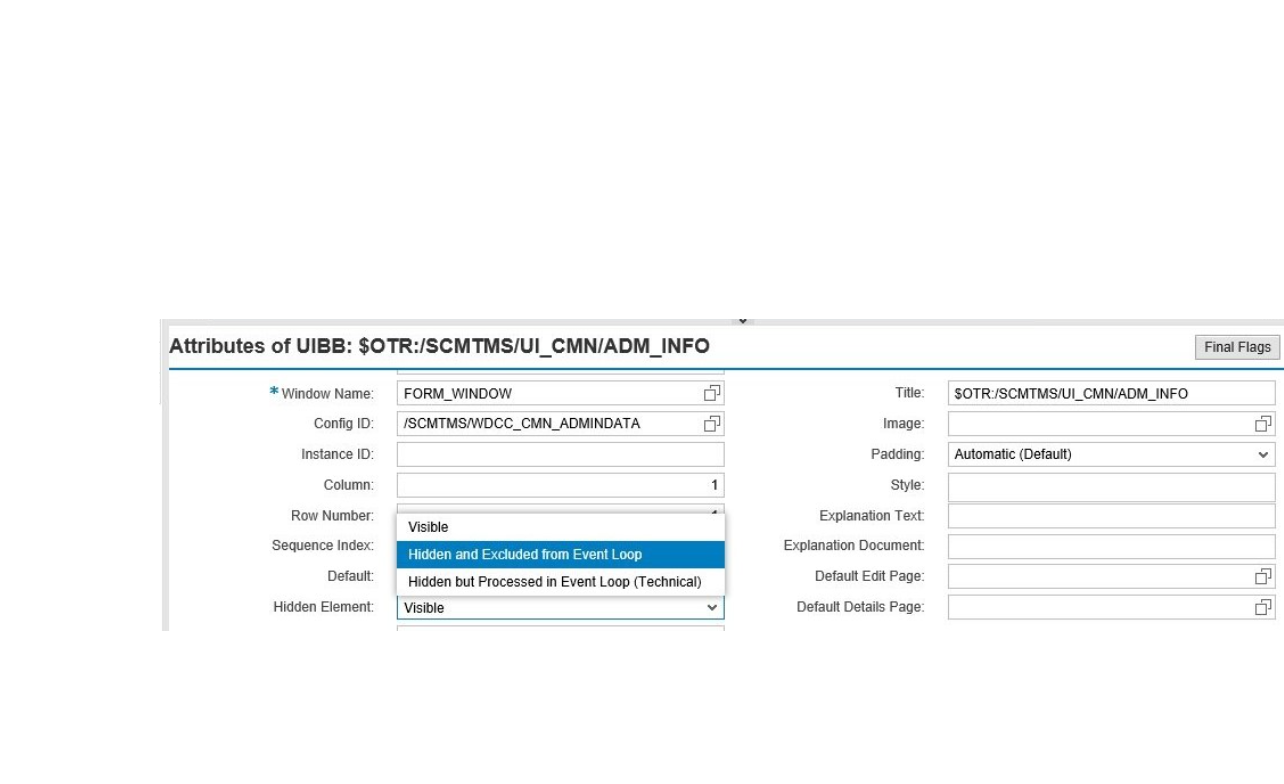 Attributes of UIBB: $OTR:/SCMTMS/UI_CMN/ADM_INFO
Final Flags
* Window Name: FORM_WINDOW
Title: $OTR:/SCMTMS/UI_CMN/ADM_INFO
Config ID: /SCMTMS/WDCC_CMN_ADMINDATA
Image:
Instance ID:
Padding: Automatic (Default)
Column: 1
Style:
Row Number:
Explanation Text:
Visible
Sequence Index:
Hidden and Excluded from Event Loop
Explanation Document:
Default:
Hidden but Processed in Event Loop (Technical)
Default Edit Page:
Hidden Element: Visible
Default Details Page: